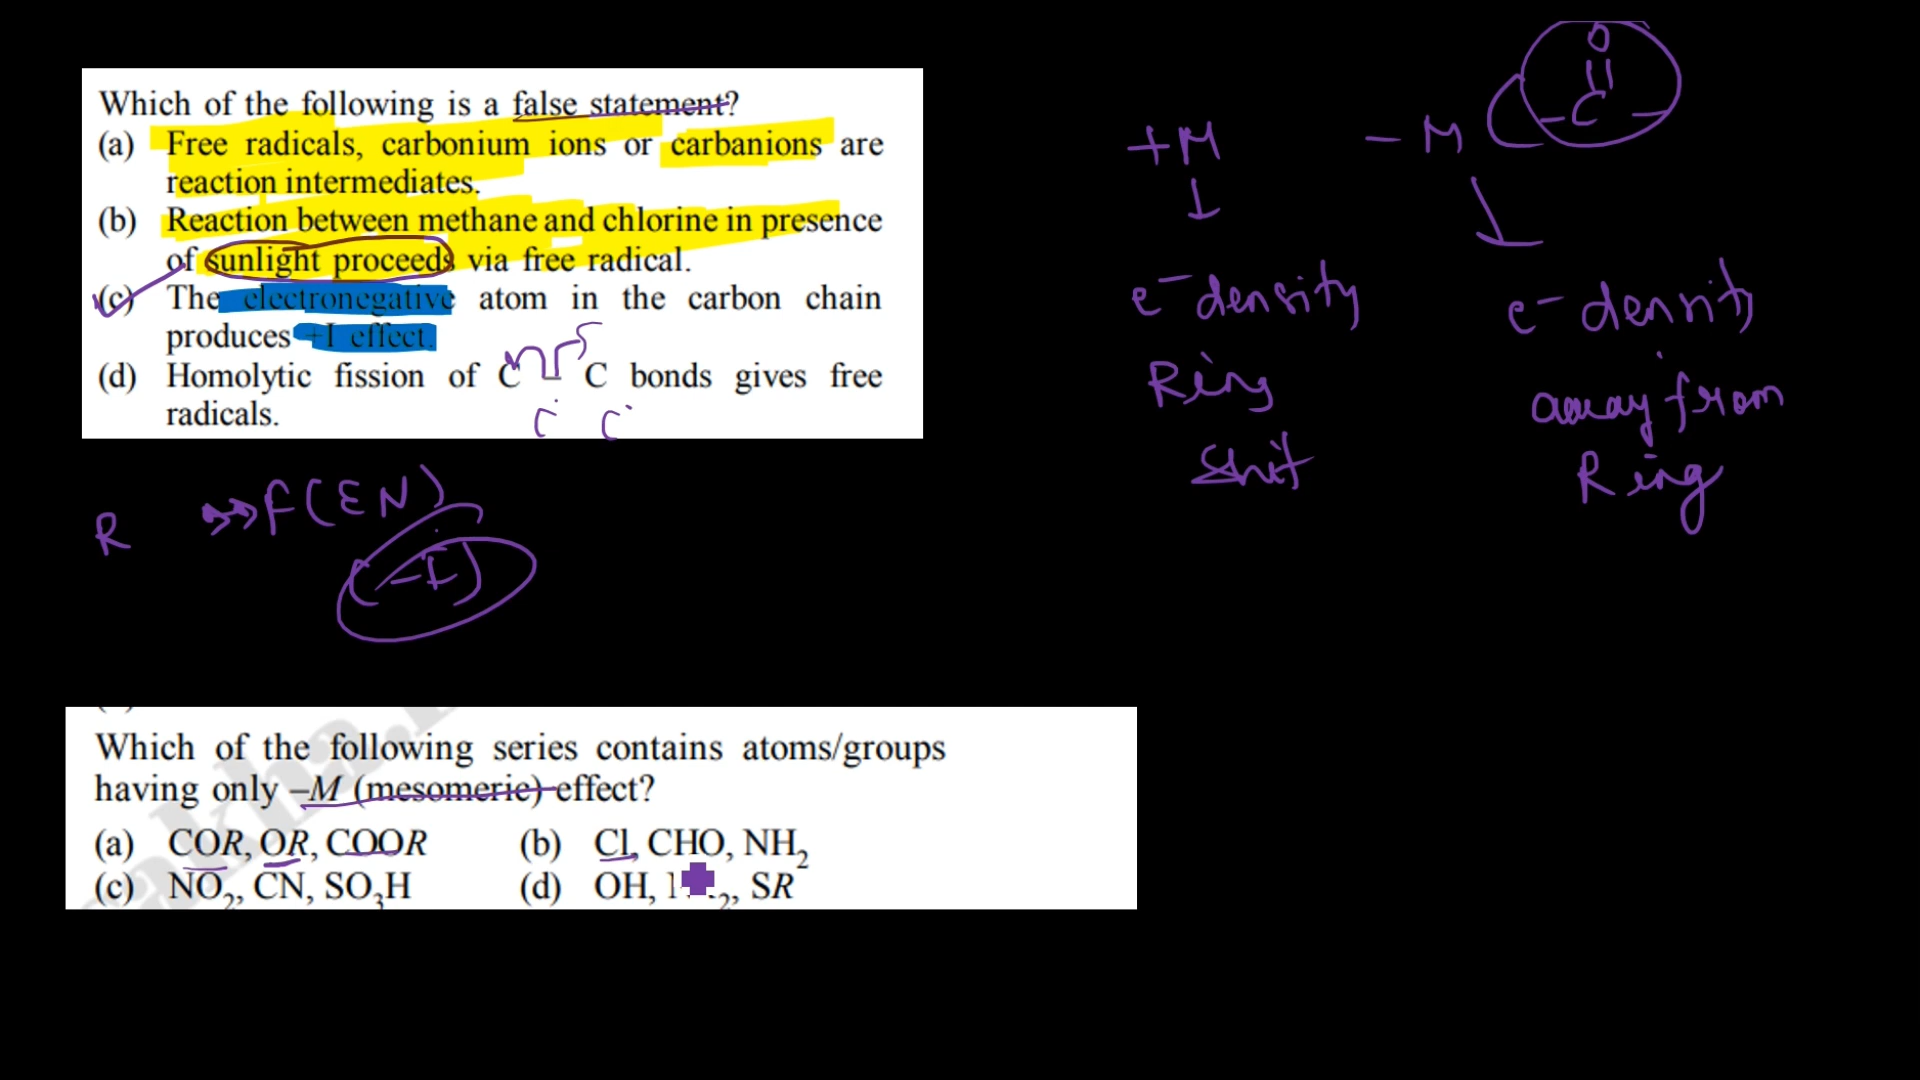 Which of the following is a false statement?
(a) Free radicals, carbonium ions or carbanions are
reaction intermediates.
(b) Reaction between methane and chlorine in presence
of sunlight proceeds via free radical.
(c) The electronegative atom in the carbon chain
produces +I effect.
(d) Homolytic fission of C – C bonds gives free
radicals.
C· C·
R →→ F (EN)
(–I)
+M
e⁻ density
Ring
shit
–M
O
||
–C–
e⁻ density
away from
Ring
Which of the following series contains atoms/groups
having only –M (mesomeric) effect?
(a) COR, OR, COOR (b) Cl, CHO, NH₂
(c) NO₂, CN, SO₃H (d) OH, SR